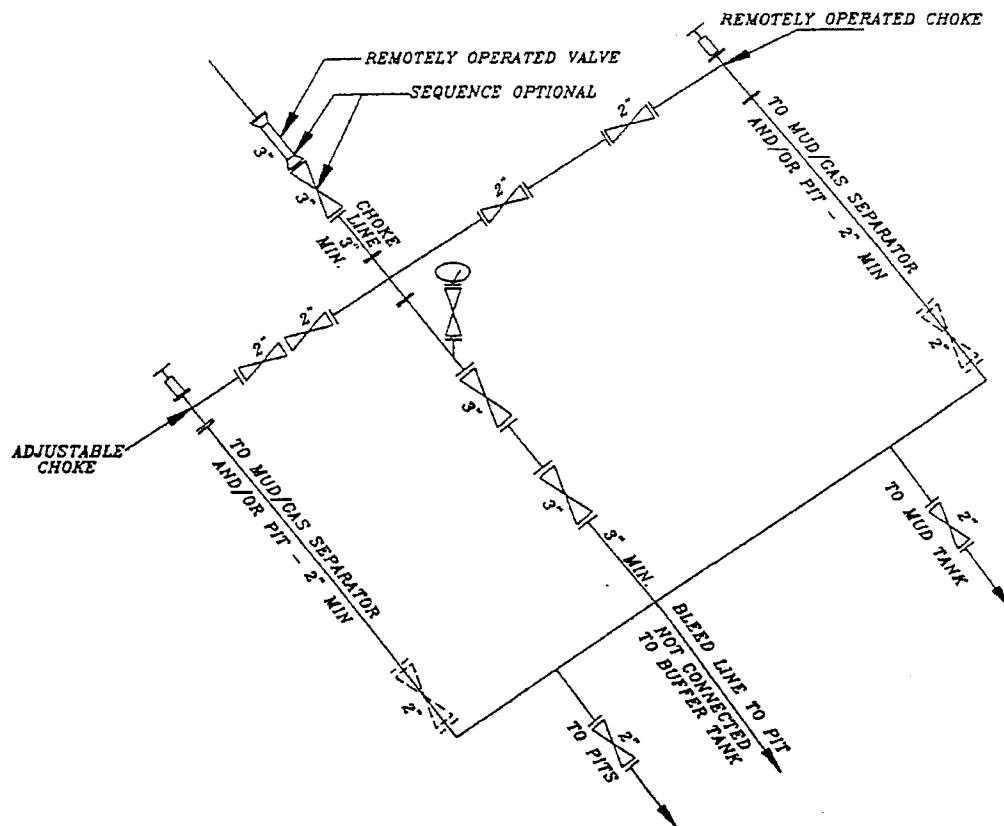 REMOTELY OPERATED CHOKE
REMOTELY OPERATED VALVE
SEQUENCE OPTIONAL
3"
3"
CHOKE
LINE
3"
MIN.
2"
2"
TO MUD/GAS SEPARATOR
AND/OR PIT - 2" MIN
2"
2"
2"
ADJUSTABLE
CHOKE
TO MUD/GAS SEPARATOR
AND/OR PIT - 2" MIN
2"
3"
3"
3" MIN.
BLEED LINE TO PIT
NOT CONNECTED
TO BUFFER TANK
2"
TO MUD TANK
2"
TO PITS